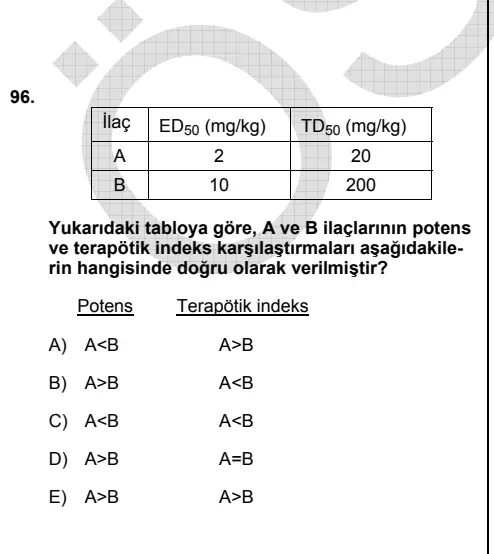 96.
İlaç ED50 (mg/kg) TD50 (mg/kg)
A 2 20
B 10 200
Yukarıdaki tabloya göre, A ve B ilaçlarının potens
ve terapötik indeks karşılaştırmaları aşağıdakile-
rin hangisinde doğru olarak verilmiştir?
Potens Terapötik indeks
A) A<B A>B
B) A>B A<B
C) A<B A<B
D) A>B A=B
E) A>B A>B